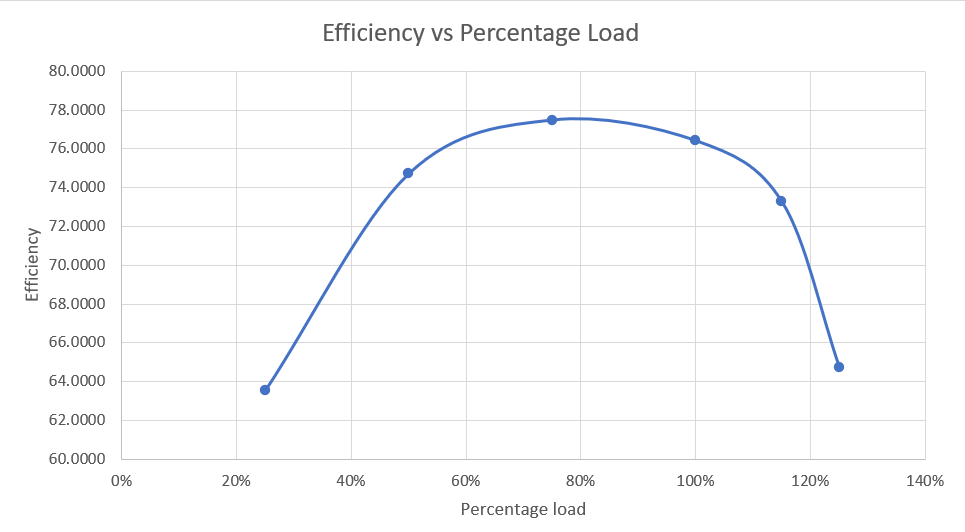 Efficiency vs Percentage Load
80.0000
78.0000
76.0000
74.0000
72.0000
70.0000
68.0000
66.0000
64.0000
62.0000
60.0000
Efficiency
0% 20% 40% 60% 80% 100% 120% 140%
Percentage load